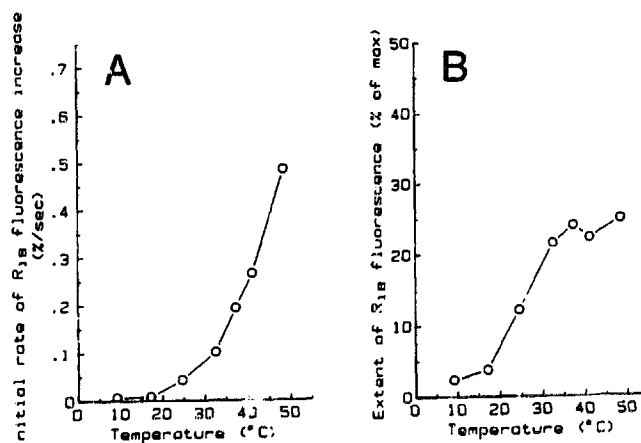 A
nitial rate of R18 fluorescence increase
(%/sec)
.7
.6
.5
.4
.3
.2
.1
0
0 10 20 30 40 50
Temperature (°C)
B
Extent of R18 fluorescence (% of max)
50
40
30
20
10
0
0 10 20 30 40 50
Temperature (°C)